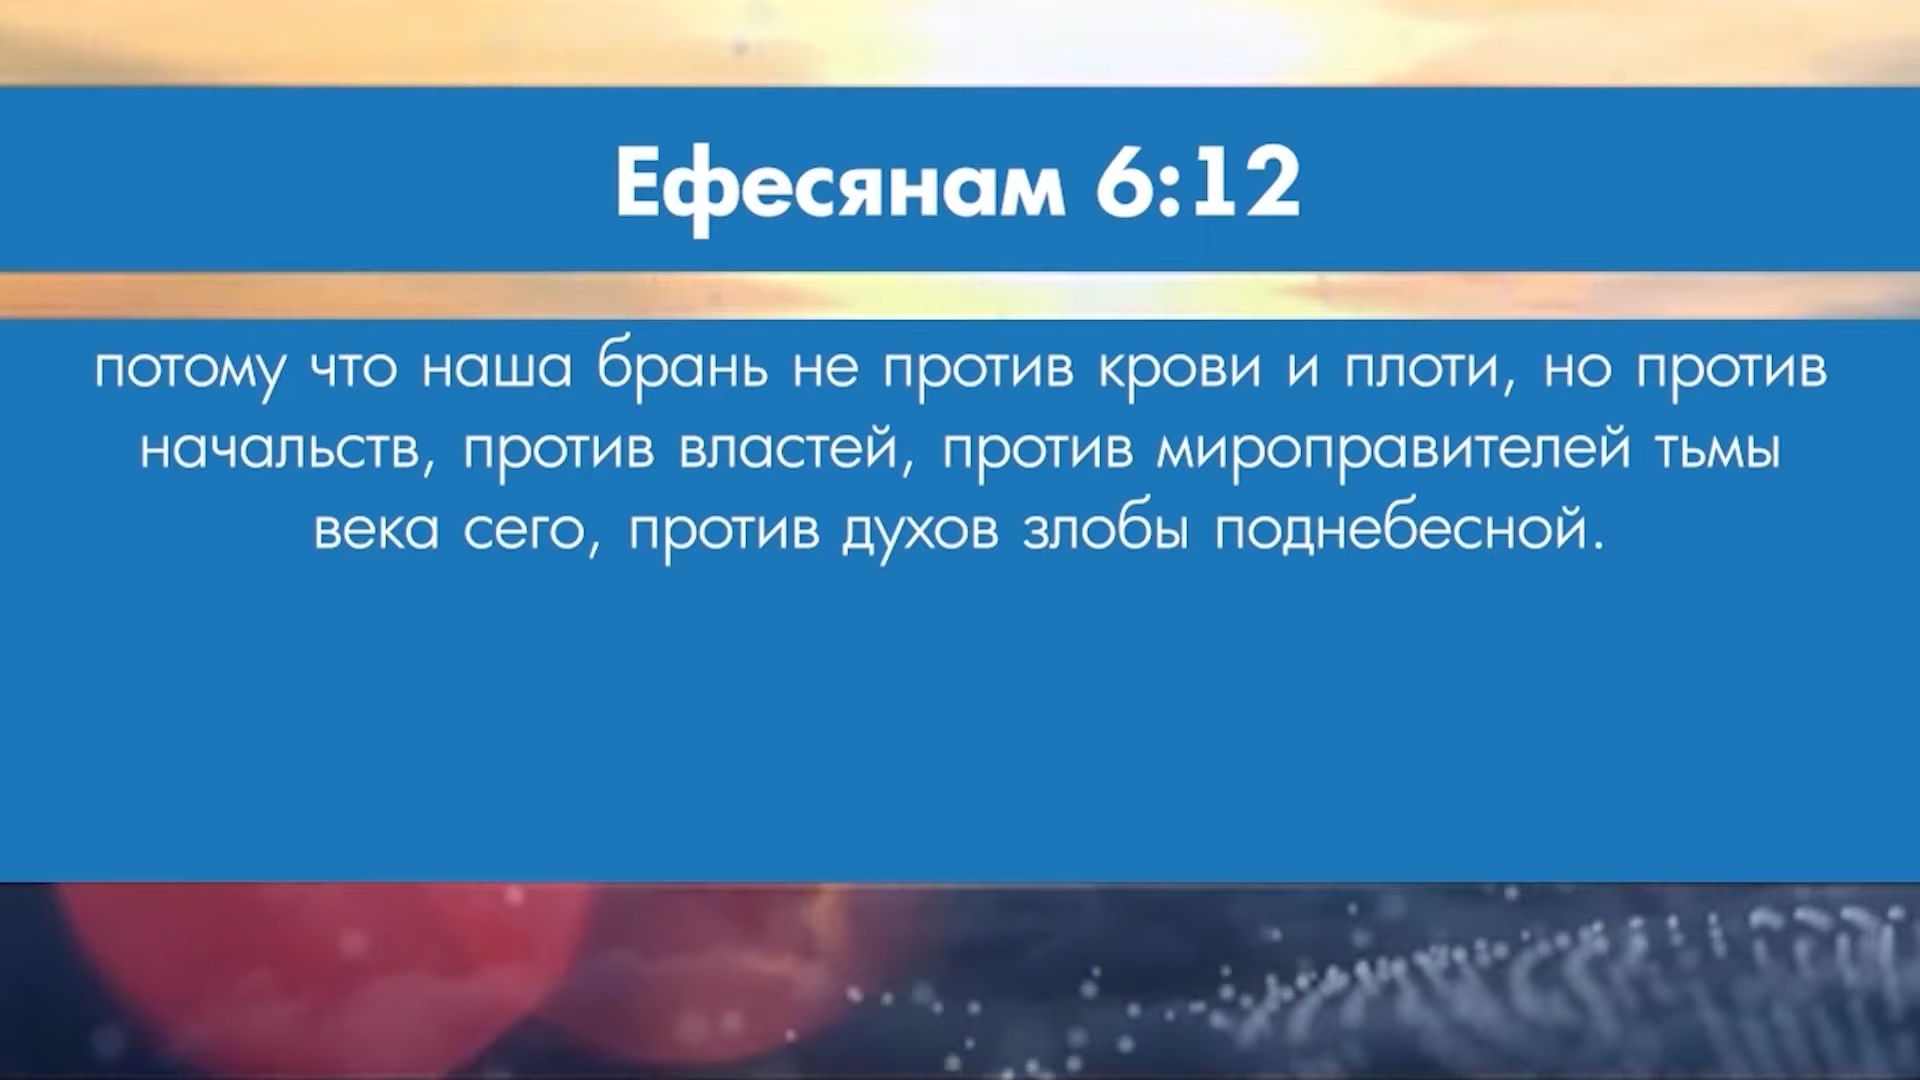 Ефесянам 6:12
потому что наша брань не против крови и плоти, но против
начальств, против властей, против мироправителей тьмы
века сего, против духов злобы поднебесной.